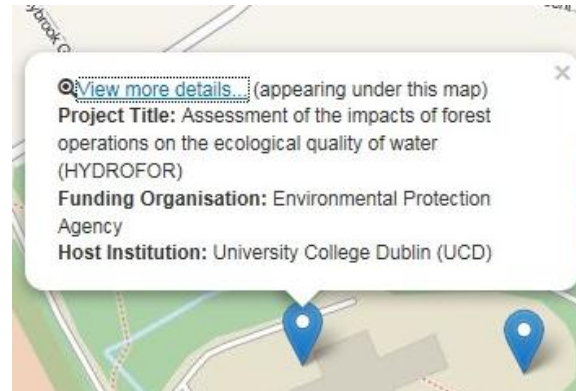 View more details... (appearing under this map)
Project Title: Assessment of the impacts of forest
operations on the ecological quality of water
(HYDROFOR)
Funding Organisation: Environmental Protection
Agency
Host Institution: University College Dublin (UCD)